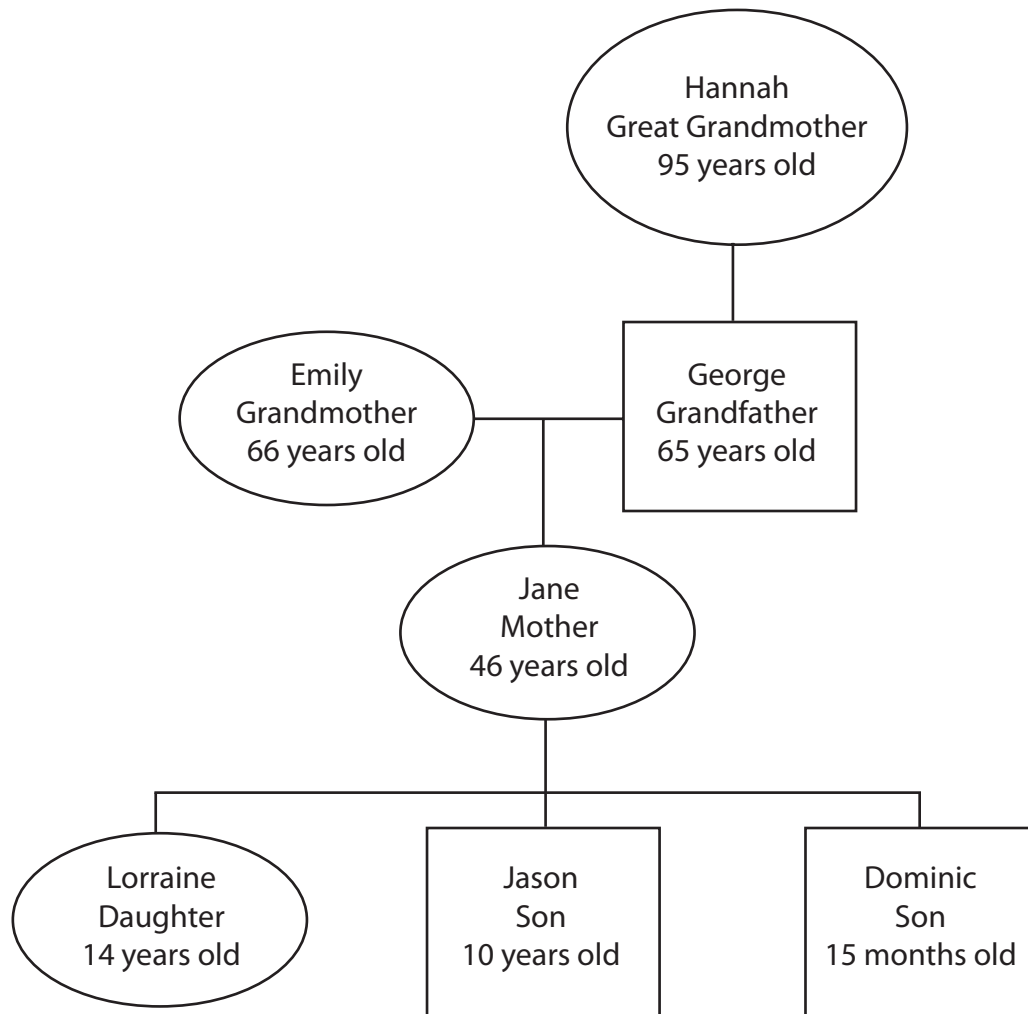 Hannah
Great Grandmother
95 years old
Emily
Grandmother
66 years old
George
Grandfather
65 years old
Jane
Mother
46 years old
Lorraine
Daughter
14 years old
Jason
Son
10 years old
Dominic
Son
15 months old